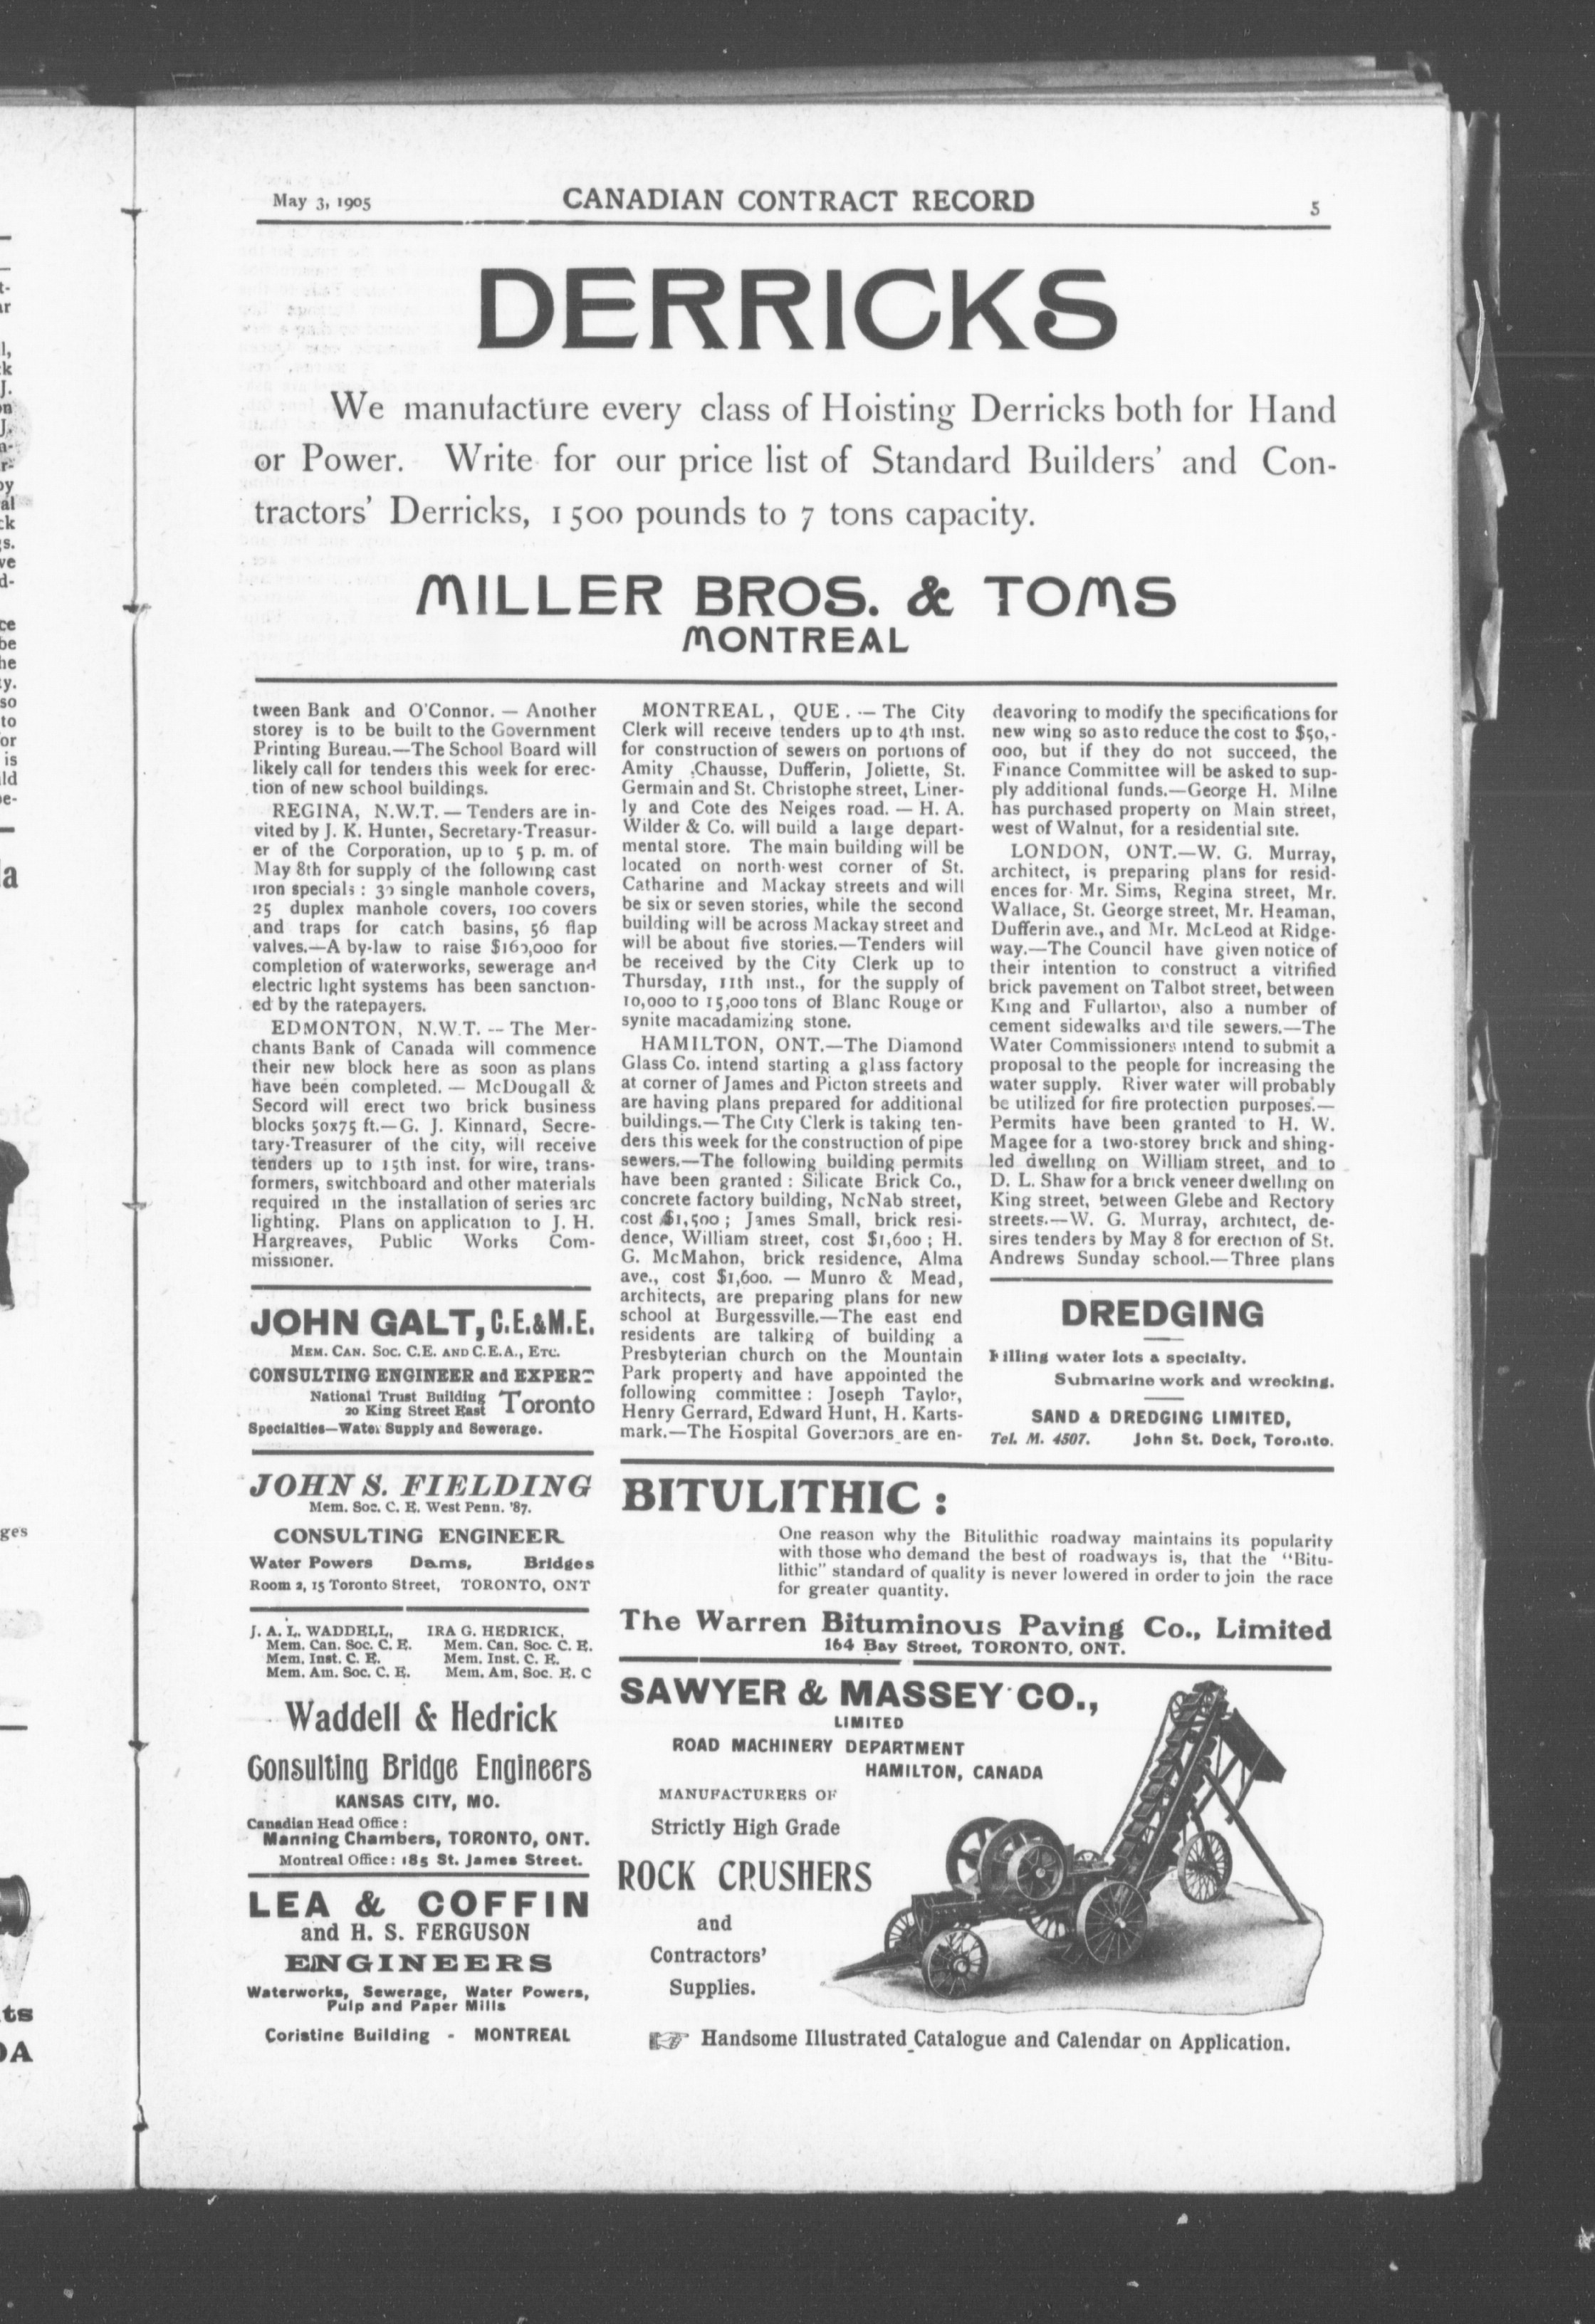 May 3, 1905
CANADIAN CONTRACT RECORD
5
DERRICKS
We manufacture every class of Hoisting Derricks both for Hand
or Power. Write for our price list of Standard Builders' and Con-
tractors' Derricks, 1500 pounds to 7 tons capacity.
MILLER BROS. & TOMS
MONTREAL
tween Bank and O'Connor. — Another
storey is to be built to the Government
Printing Bureau.—The School Board will
likely call for tenders this week for erec-
tion of new school buildings.
REGINA, N.W.T. — Tenders are in-
vited by J. K. Hunter, Secretary-Treasur-
er of the Corporation, up to 5 p. m. of
May 8th for supply of the following cast
iron specials : 30 single manhole covers,
25 duplex manhole covers, 100 covers
and traps for catch basins, 56 flap
valves.—A by-law to raise $160,000 for
completion of waterworks, sewerage and
electric light systems has been sanction-
ed by the ratepayers.
EDMONTON, N.W.T. -- The Mer-
chants Bank of Canada will commence
their new block here as soon as plans
have been completed. — McDougall &
Secord will erect two brick business
blocks 50x75 ft.—G. J. Kinnard, Secre-
tary-Treasurer of the city, will receive
tenders up to 15th inst. for wire, trans-
formers, switchboard and other materials
required in the installation of series arc
lighting. Plans on application to J. H.
Hargreaves, Public Works Com-
missioner.
JOHN GALT, C.E.&M.E.
MEM. CAN. SOC. C.E. AND C.E.A., ETC.
CONSULTING ENGINEER and EXPERT
National Trust Building
20 King Street East Toronto
Specialties—Water Supply and Sewerage.
JOHN S. FIELDING
Mem. Soc. C. E. West Penn. '87.
CONSULTING ENGINEER
Water Powers Dams, Bridges
Room 2, 15 Toronto Street, TORONTO, ONT
J. A. L. WADDELL, IRA G. HEDRICK.
Mem. Can. Soc. C. E. Mem. Can. Soc. C. E.
Mem. Inst. C. E. Mem. Inst. C. E.
Mem. Am. Soc. C. E. Mem. Am. Soc. E. C
Waddell & Hedrick
Consulting Bridge Engineers
KANSAS CITY, MO.
Canadian Head Office :
Manning Chambers, TORONTO, ONT.
Montreal Office: 185 St. James Street.
LEA & COFFIN
and H. S. FERGUSON
ENGINEERS
Waterworks, Sewerage, Water Powers,
Pulp and Paper Mills
Coristine Building - MONTREAL
MONTREAL, QUE. — The City
Clerk will receive tenders up to 4th inst.
for construction of sewers on portions of
Amity ,Chausse, Dufferin, Joliette, St.
Germain and St. Christophe street, Liner-
ly and Cote des Neiges road. — H. A.
Wilder & Co. will build a large depart-
mental store. The main building will be
located on north-west corner of St.
Catharine and Mackay streets and will
be six or seven stories, while the second
building will be across Mackay street and
will be about five stories.—Tenders will
be received by the City Clerk up to
Thursday, 11th inst., for the supply of
10,000 to 15,000 tons of Blanc Rouge or
synite macadamizing stone.
HAMILTON, ONT.—The Diamond
Glass Co. intend starting a glass factory
at corner of James and Picton streets and
are having plans prepared for additional
buildings.—The City Clerk is taking ten-
ders this week for the construction of pipe
sewers.—The following building permits
have been granted : Silicate Brick Co.,
concrete factory building, NcNab street,
cost $1,500 ; James Small, brick resi-
dence, William street, cost $1,600 ; H.
G. McMahon, brick residence, Alma
ave., cost $1,600. — Munro & Mead,
architects, are preparing plans for new
school at Burgessville.—The east end
residents are talking of building a
Presbyterian church on the Mountain
Park property and have appointed the
following committee : Joseph Taylor,
Henry Gerrard, Edward Hunt, H. Karts-
mark.—The Hospital Governors are en-
deavoring to modify the specifications for
new wing so as to reduce the cost to $50,-
000, but if they do not succeed, the
Finance Committee will be asked to sup-
ply additional funds.—George H. Milne
has purchased property on Main street,
west of Walnut, for a residential site.
LONDON, ONT.—W. G. Murray,
architect, is preparing plans for resid-
ences for Mr. Sims, Regina street, Mr.
Wallace, St. George street, Mr. Heaman,
Dufferin ave., and Mr. McLeod at Ridge-
way.—The Council have given notice of
their intention to construct a vitrified
brick pavement on Talbot street, between
King and Fullarton, also a number of
cement sidewalks and tile sewers.—The
Water Commissioners intend to submit a
proposal to the people for increasing the
water supply. River water will probably
be utilized for fire protection purposes.—
Permits have been granted to H. W.
Magee for a two-storey brick and shing-
led dwelling on William street, and to
D. L. Shaw for a brick veneer dwelling on
King street, between Glebe and Rectory
streets.—W. G. Murray, architect, de-
sires tenders by May 8 for erection of St.
Andrews Sunday school.—Three plans
DREDGING
Filling water lots a specialty.
Submarine work and wrecking.
SAND & DREDGING LIMITED,
Tel. M. 4507. John St. Dock, Toronto.
BITULITHIC :
One reason why the Bitulithic roadway maintains its popularity
with those who demand the best of roadways is, that the "Bitu-
lithic" standard of quality is never lowered in order to join the race
for greater quantity.
The Warren Bituminous Paving Co., Limited
164 Bay Street, TORONTO, ONT.
SAWYER & MASSEY CO.,
LIMITED
ROAD MACHINERY DEPARTMENT
HAMILTON, CANADA
MANUFACTURERS OF
Strictly High Grade
ROCK CRUSHERS
and
Contractors'
Supplies.
Handsome Illustrated Catalogue and Calendar on Application.